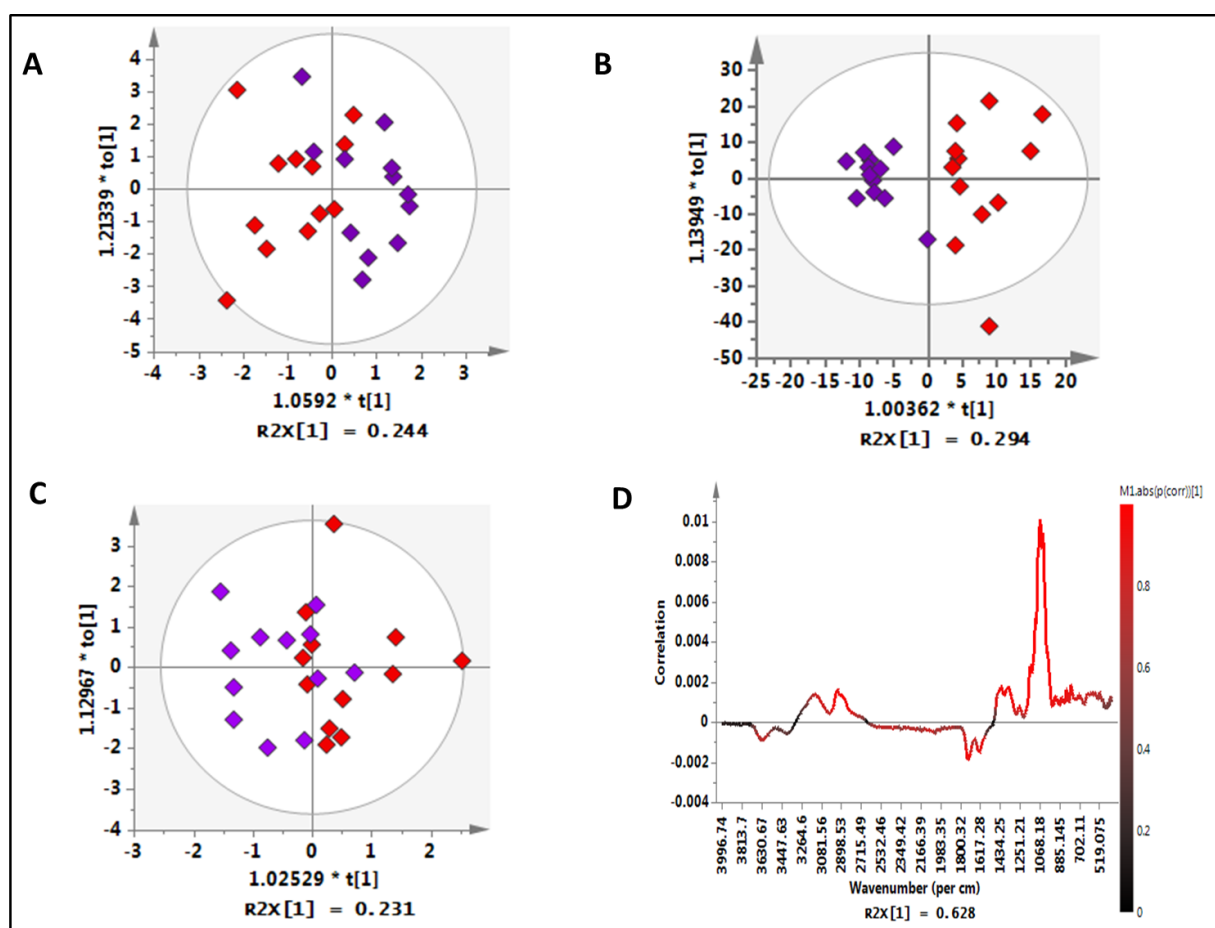 A
4
3
2
1
0
-1
-2
-3
-4
-5
1.21339 * to[1]
-4 -3 -2 -1 0 1 2 3
1.0592 * t[1]
R2X[1] = 0.244
B
30
20
10
0
-10
-20
-30
-40
-50
1.13949 * to[1]
-25 -20 -15 -10 -5 0 5 10 15 20
1.00362 * t[1]
R2X[1] = 0.294
C
3
2
1
0
-1
-2
-3
-4
1.12967 * to[1]
-3 -2 -1 0 1 2
1.02529 * t[1]
R2X[1] = 0.231
D
M1.abs(p(corr))[1]
0.01
0.008
0.006
0.004
0.002
0
-0.002
-0.004
Correlation
0.8
0.6
0.4
0.2
0
3996.74 3813.7 3630.67 3447.63 3264.6 3081.56 2898.53 2715.49 2532.46 2349.42 2166.39 1983.35 1800.32 1617.28 1434.25 1251.21 1068.18 885.145 702.11 519.075
Wavenumber (per cm)
R2X[1] = 0.628